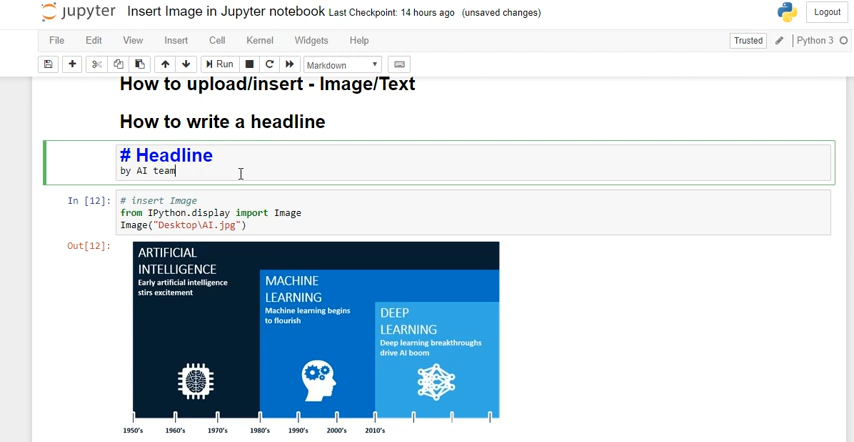 jupyter Insert Image in Jupyter notebook Last Checkpoint: 14 hours ago (unsaved changes) Logout
File Edit View Insert Cell Kernel Widgets Help Trusted Python 3
Run Markdown
How to upload/insert - Image/Text
How to write a headline
# Headline
by AI team
In [12]: # insert Image
from IPython.display import Image
Image("Desktop\AI.jpg")
Out[12]:
ARTIFICIAL
INTELLIGENCE
Early artificial intelligence
stirs excitement
MACHINE
LEARNING
Machine learning begins
to flourish
DEEP
LEARNING
Deep learning breakthroughs
drive AI boom
1950's 1960's 1970's 1980's 1990's 2000's 2010's